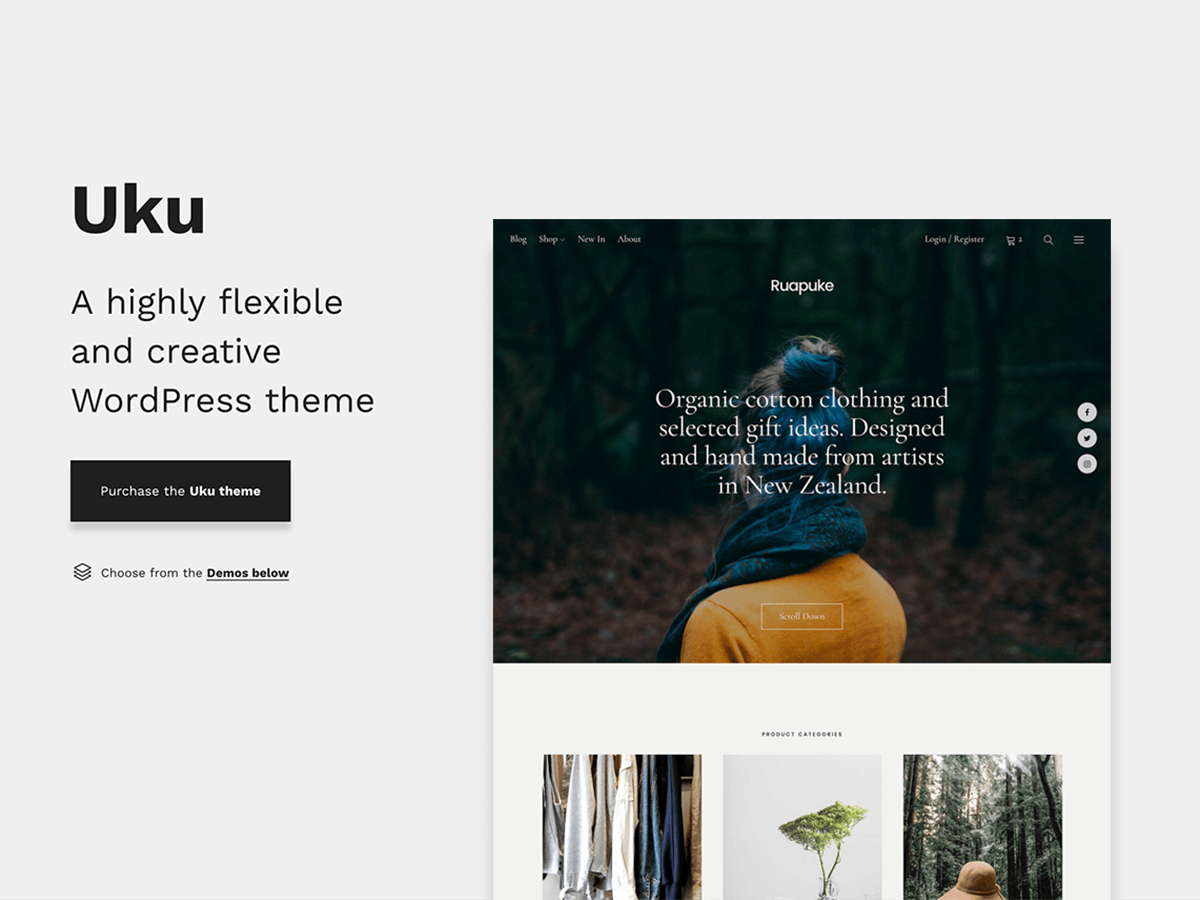 Uku
A highly flexible
and creative
WordPress theme
Purchase the Uku theme
Choose from the Demos below
Blog Shop New In About
Login / Register 2
Ruapuke
Organic cotton clothing and
selected gift ideas. Designed
and hand made from artists
in New Zealand.
Scroll Down
PRODUCT CATEGORIES